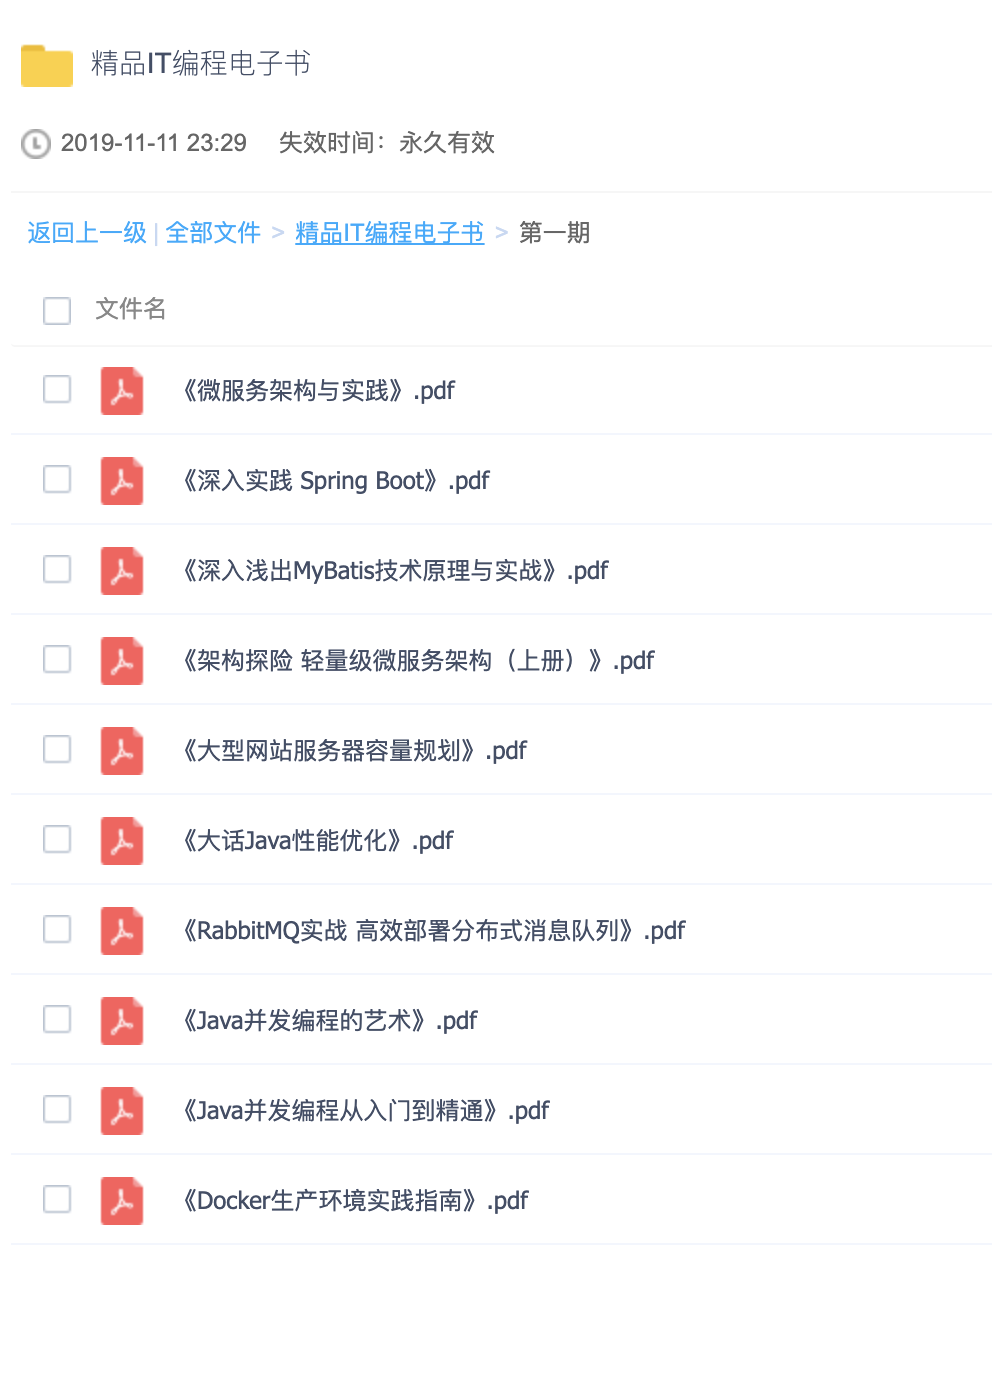 精品IT编程电子书
2019-11-11 23:29 失效时间：永久有效
返回上一级 | 全部文件 > 精品IT编程电子书 > 第一期
文件名
《微服务架构与实践》.pdf
《深入实践 Spring Boot》.pdf
《深入浅出MyBatis技术原理与实战》.pdf
《架构探险 轻量级微服务架构（上册）》.pdf
《大型网站服务器容量规划》.pdf
《大话Java性能优化》.pdf
《RabbitMQ实战 高效部署分布式消息队列》.pdf
《Java并发编程的艺术》.pdf
《Java并发编程从入门到精通》.pdf
《Docker生产环境实践指南》.pdf